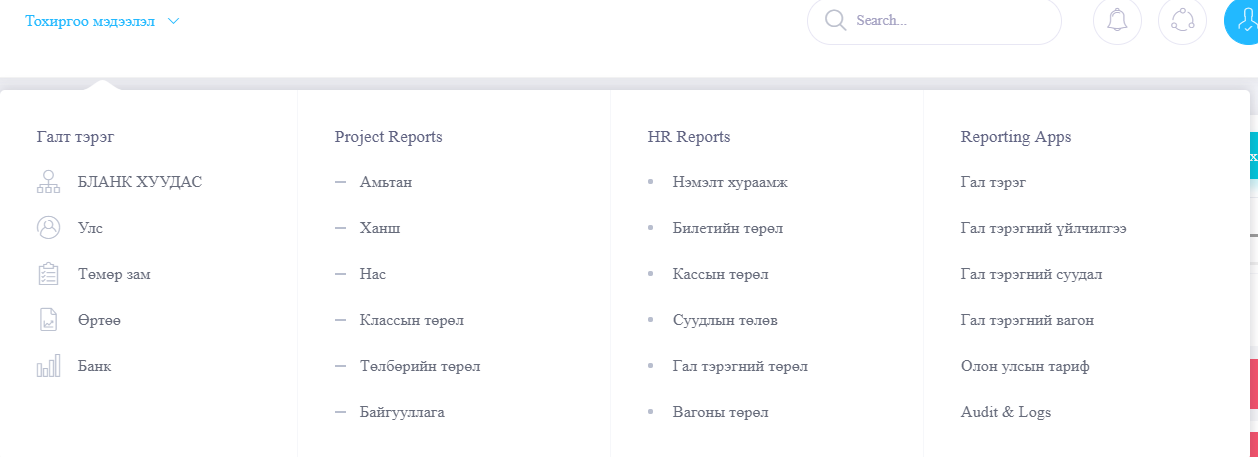 Тохиргоо мэдээлэл
Search...
Галт тэрэг
БЛАНК ХУУДАС
Улс
Төмөр зам
Өртөө
Банк
Project Reports
Амьтан
Ханш
Нас
Классын төрөл
Төлбөрийн төрөл
Байгууллага
HR Reports
Нэмэлт хураамж
Билетийн төрөл
Кассын төрөл
Суудлын төлөв
Гал тэрэгний төрөл
Вагоны төрөл
Reporting Apps
Гал тэрэг
Гал тэрэгний үйлчилгээ
Гал тэрэгний суудал
Гал тэрэгний вагон
Олон улсын тариф
Audit & Logs